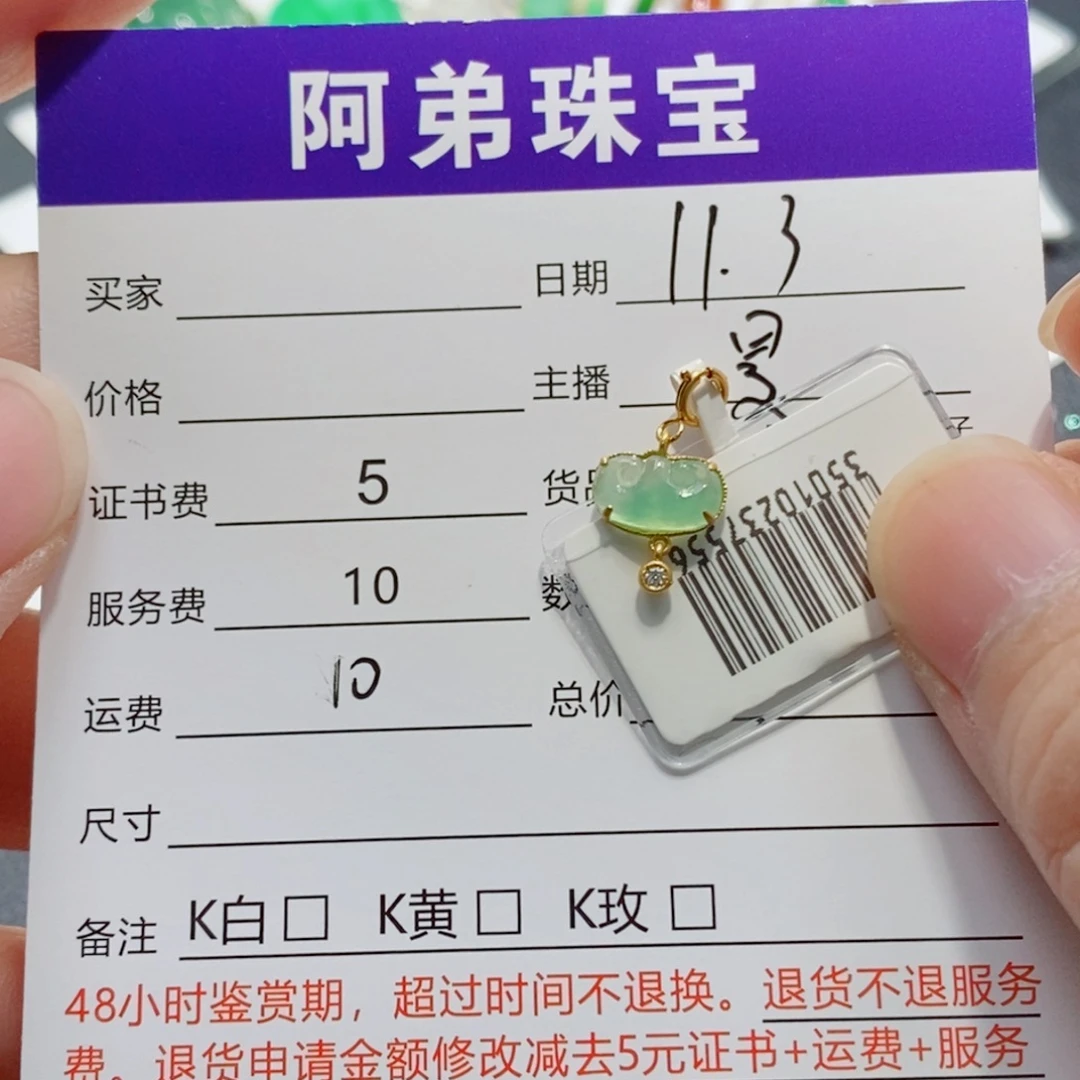 阿弟珠宝
买家 日期 11.3
价格 主播 景
证书费 5 货
服务费 10 数
运费 10 总价
尺寸
备注 K白□ K黄□ K玫□
48小时鉴赏期，超过时间不退换。退货不退服务
费。退货申请金额修改减去5元证书+运费+服务